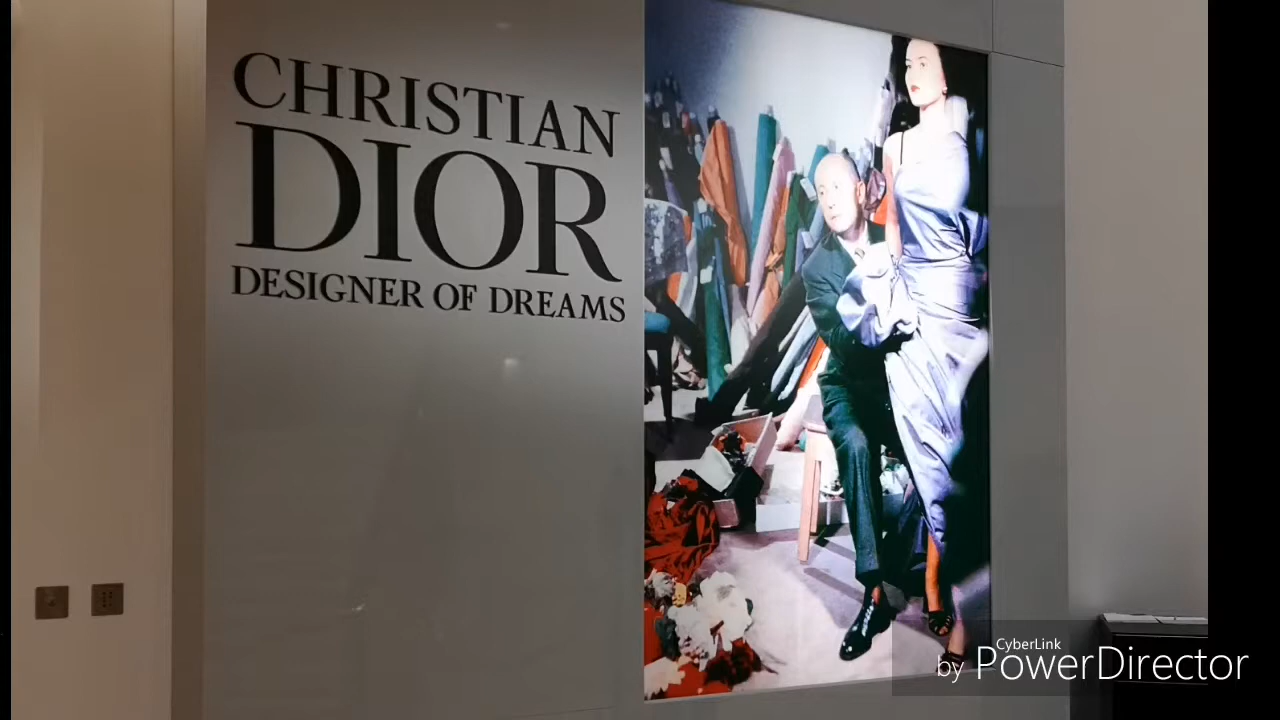 CHRISTIAN
DIOR
DESIGNER OF DREAMS
CyberLink
by PowerDirector